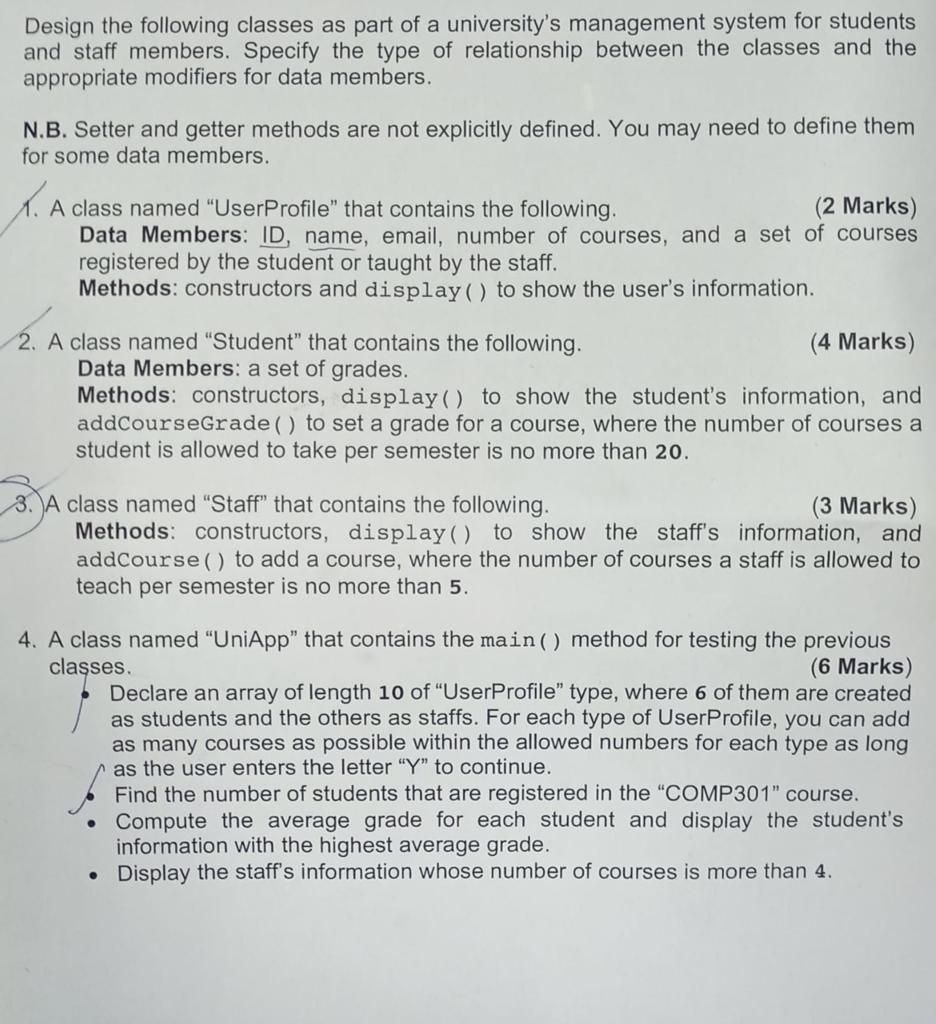 Design the following classes as part of a university's management system for students
and staff members. Specify the type of relationship between the classes and the
appropriate modifiers for data members.
N.B. Setter and getter methods are not explicitly defined. You may need to define them
for some data members.
1. A class named “UserProfile” that contains the following. (2 Marks)
Data Members: ID, name, email, number of courses, and a set of courses
registered by the student or taught by the staff.
Methods: constructors and display() to show the user's information.
2. A class named “Student” that contains the following. (4 Marks)
Data Members: a set of grades.
Methods: constructors, display() to show the student's information, and
addCourseGrade() to set a grade for a course, where the number of courses a
student is allowed to take per semester is no more than 20.
3. A class named “Staff” that contains the following. (3 Marks)
Methods: constructors, display() to show the staff's information, and
addCourse() to add a course, where the number of courses a staff is allowed to
teach per semester is no more than 5.
4. A class named “UniApp” that contains the main() method for testing the previous
classes. (6 Marks)
• Declare an array of length 10 of “UserProfile” type, where 6 of them are created
as students and the others as staffs. For each type of UserProfile, you can add
as many courses as possible within the allowed numbers for each type as long
as the user enters the letter “Y” to continue.
• Find the number of students that are registered in the “COMP301” course.
• Compute the average grade for each student and display the student's
information with the highest average grade.
• Display the staff's information whose number of courses is more than 4.